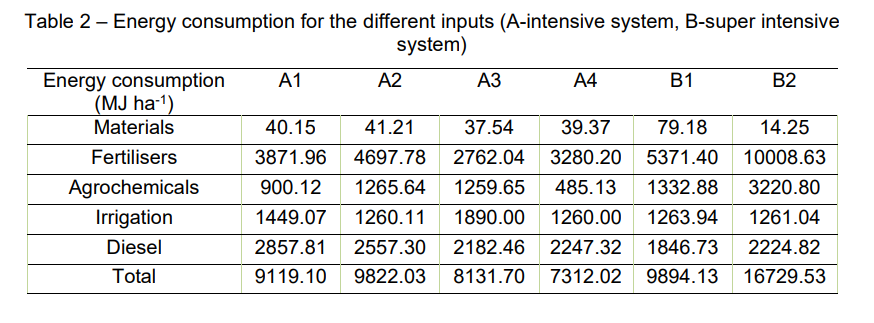 Table 2 – Energy consumption for the different inputs (A-intensive system, B-super intensive
system)
Energy consumption A1 A2 A3 A4 B1 B2
(MJ ha-1)
Materials 40.15 41.21 37.54 39.37 79.18 14.25
Fertilisers 3871.96 4697.78 2762.04 3280.20 5371.40 10008.63
Agrochemicals 900.12 1265.64 1259.65 485.13 1332.88 3220.80
Irrigation 1449.07 1260.11 1890.00 1260.00 1263.94 1261.04
Diesel 2857.81 2557.30 2182.46 2247.32 1846.73 2224.82
Total 9119.10 9822.03 8131.70 7312.02 9894.13 16729.53